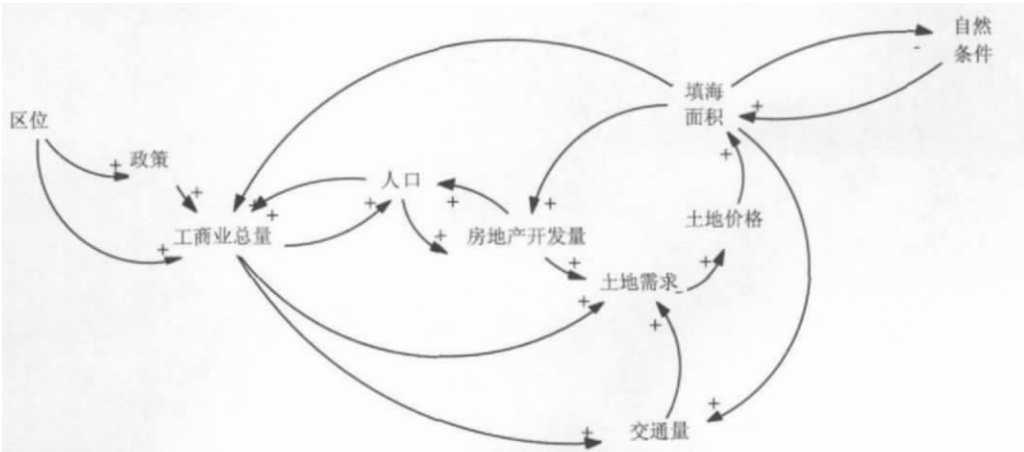 自然
条件
填海
面积
区位
政策
人口
土地价格
工商业总量
房地产开发量
土地需求
交通量